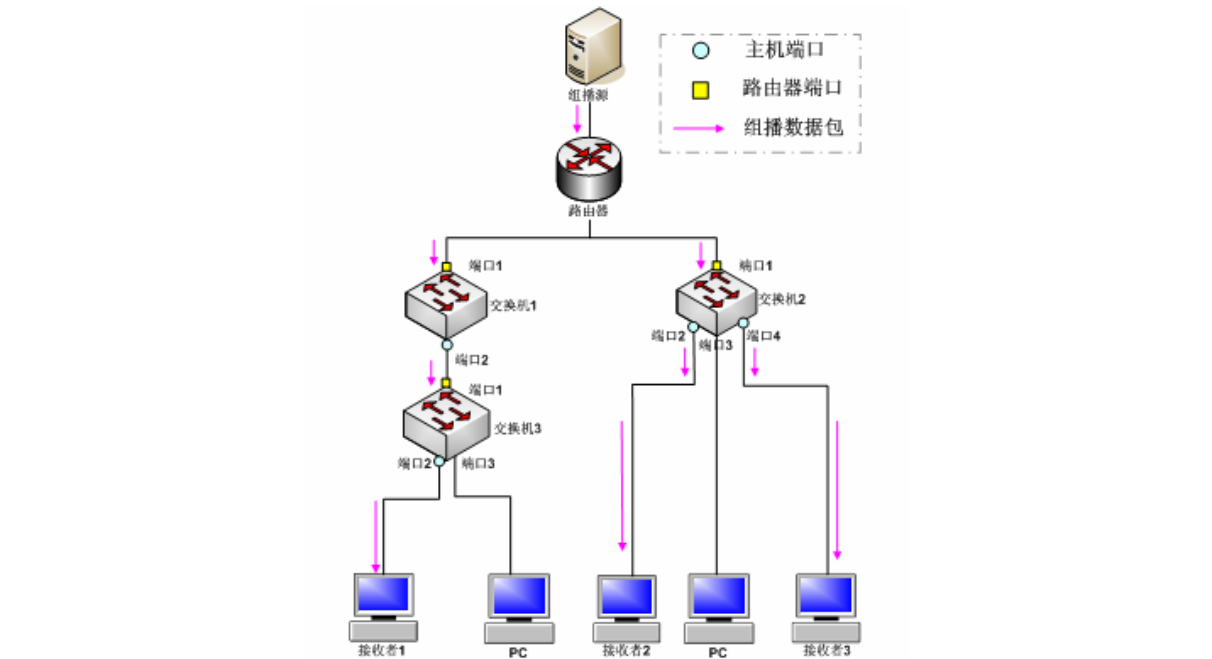 组播源
主机端口
路由器端口
组播数据包
路由器
端口1
端口1
交换机1
交换机2
端口2
端口2
端口3
端口4
端口1
交换机3
端口2
端口3
接收者1
PC
接收者2
PC
接收者3